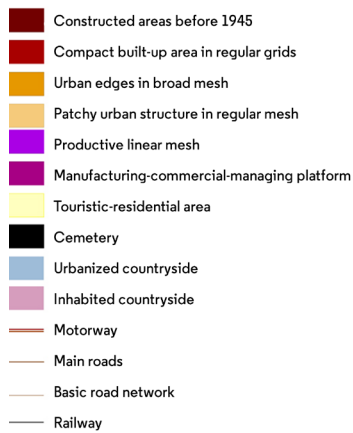 Constructed areas before 1945
Compact built-up area in regular grids
Urban edges in broad mesh
Patchy urban structure in regular mesh
Productive linear mesh
Manufacturing-commercial-managing platform
Touristic-residential area
Cemetery
Urbanized countryside
Inhabited countryside
Motorway
Main roads
Basic road network
Railway